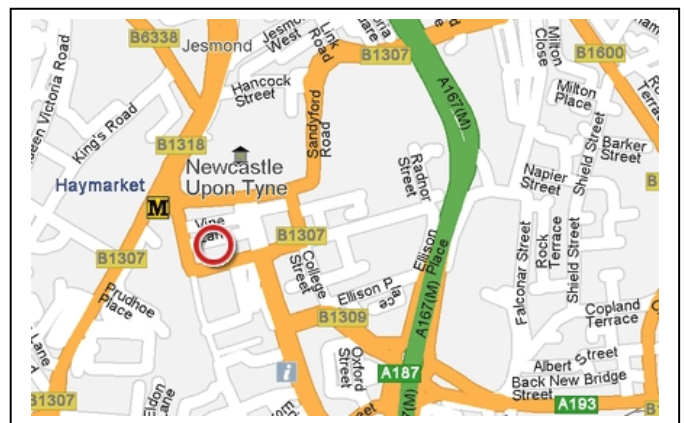 B6338
Jesmond
Jesmond
West
Link
Road
B1307
A167(M)
Milton
Close
B1600
Milton
Place
Queen Victoria Road
King's Road
Hancock
Street
Sandyford
Road
B1318
Newcastle
Upon Tyne
Haymarket
M
Radnor
Street
Barker
Street
Shield Street
Napier
Street
Vine
B1307
B1307
College
Street
Ellison
Place
Falconar Street
Rock
Terrace
Shield Street
Prudhoe
Place
Ellison Place
B1309
A167(M)
Copland
Terrace
i
Oxford
Street
A187
Albert Street
Back New Bridge
Street
A193
Lane
B1307